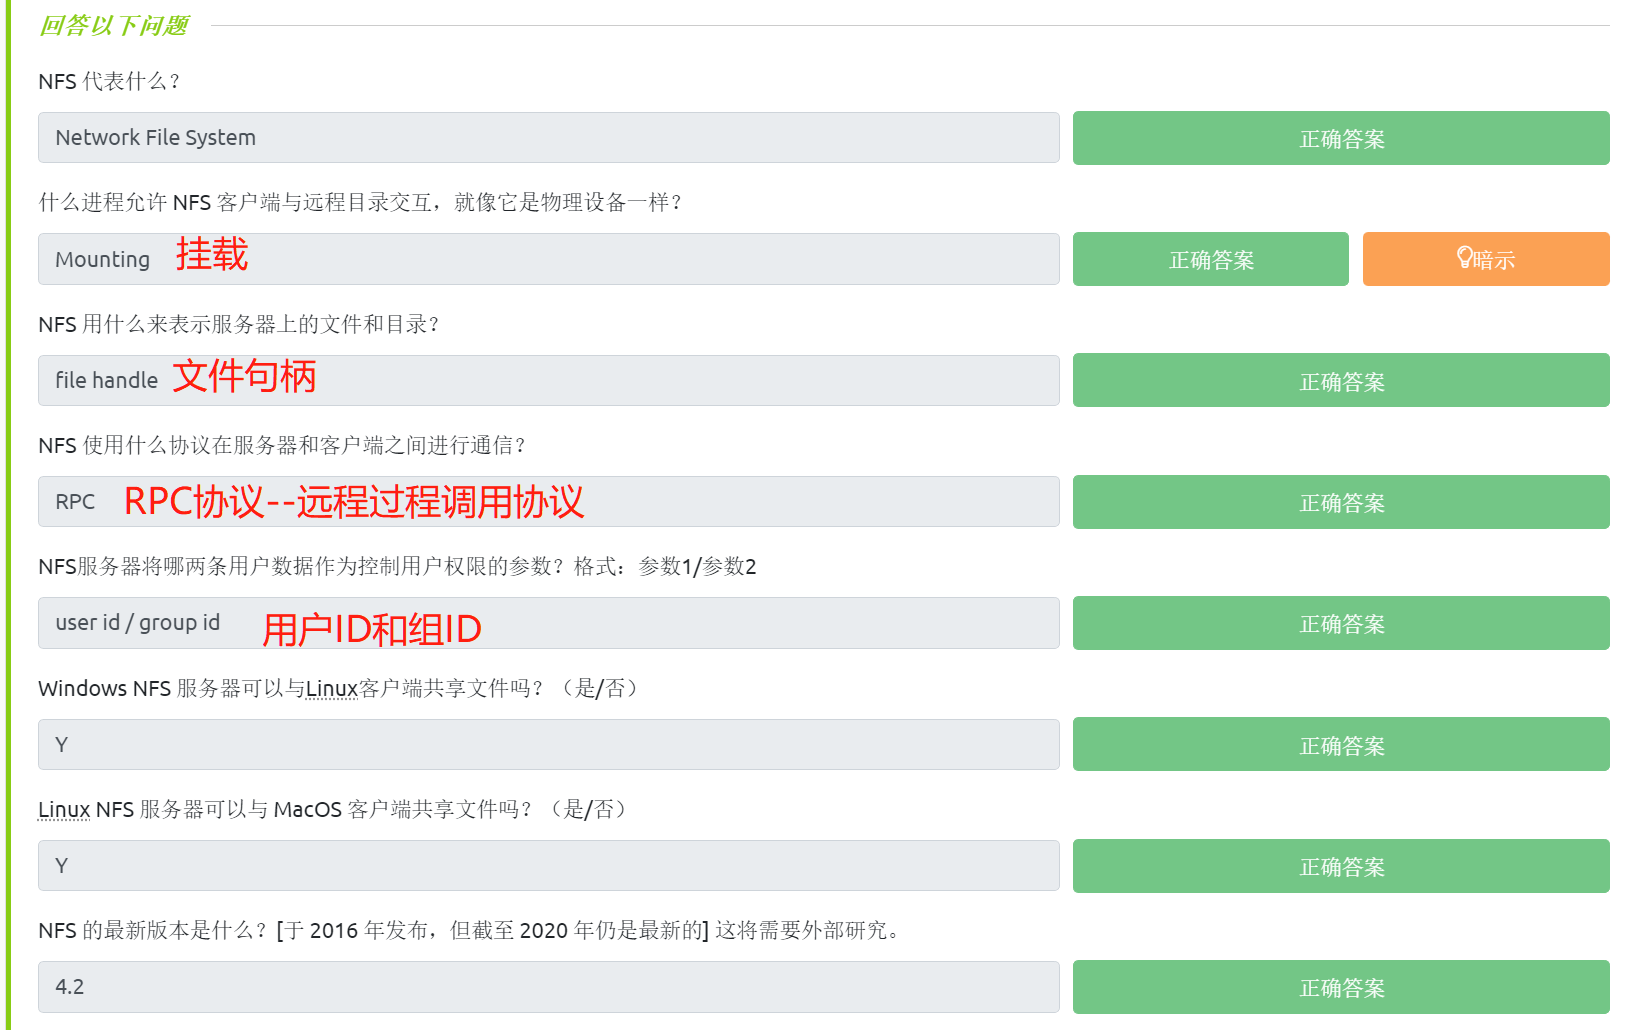 回答以下问题
NFS 代表什么？
Network File System
正确答案
什么进程允许 NFS 客户端与远程目录交互，就像它是物理设备一样？
Mounting 挂载
正确答案
暗示
NFS 用什么来表示服务器上的文件和目录？
file handle 文件句柄
正确答案
NFS 使用什么协议在服务器和客户端之间进行通信？
RPC RPC协议--远程过程调用协议
正确答案
NFS服务器将哪两条用户数据作为控制用户权限的参数？格式：参数1/参数2
user id / group id 用户ID和组ID
正确答案
Windows NFS 服务器可以与Linux客户端共享文件吗？（是/否）
Y
正确答案
Linux NFS 服务器可以与 MacOS 客户端共享文件吗？（是/否）
Y
正确答案
NFS 的最新版本是什么？[于 2016 年发布，但截至 2020 年仍是最新的] 这将需要外部研究。
4.2
正确答案